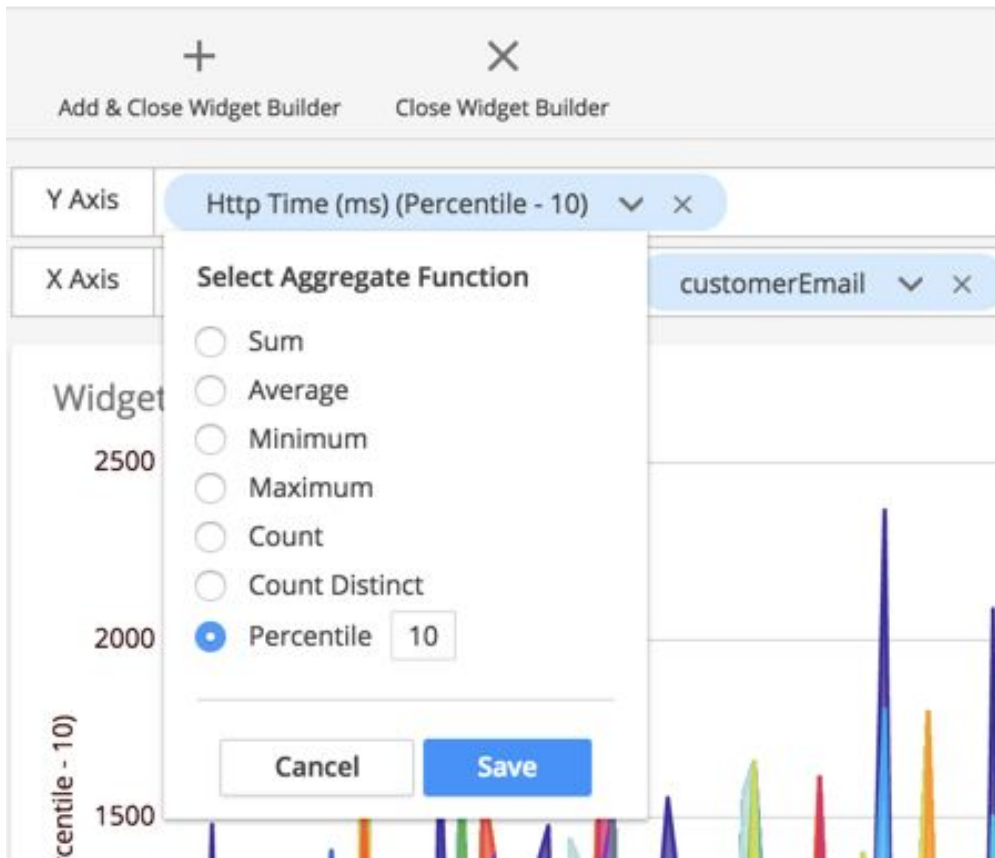 Add & Close Widget Builder
Close Widget Builder
Y Axis
Http Time (ms) (Percentile - 10)
X Axis
customerEmail
Select Aggregate Function
Sum
Average
Minimum
Maximum
Count
Count Distinct
Percentile 10
Cancel
Save
Widget
2500
2000
1500
centile - 10)